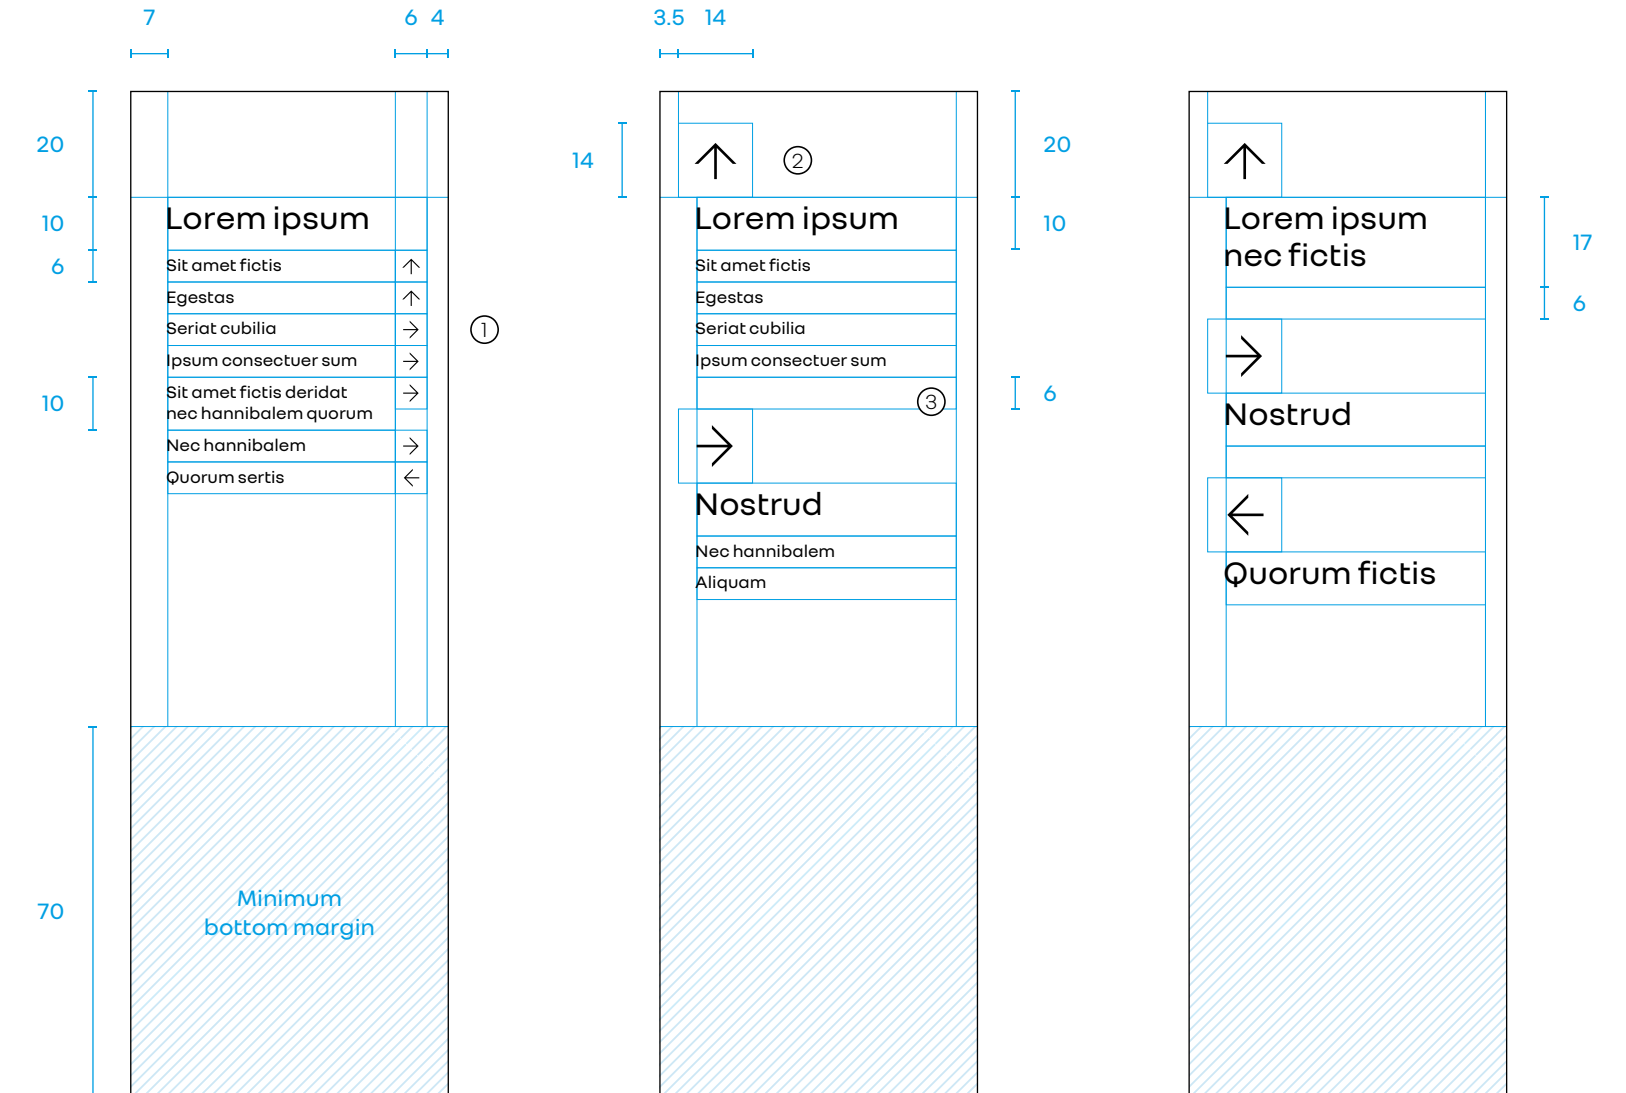 7
6 4
3.5 14
20
10
6
10
70
Lorem ipsum
Sit amet fictis
Egestas
Seriat cubilia
Ipsum consectuer sum
Sit amet fictis deridat
nec hannibalem quorum
Nec hannibalem
Quorum sertis
1
Minimum
bottom margin
14
2
Lorem ipsum
Sit amet fictis
Egestas
Seriat cubilia
Ipsum consectuer sum
3
Nostrud
Nec hannibalem
Aliquam
20
10
6
Lorem ipsum
nec fictis
Nostrud
Quorum fictis
17
6